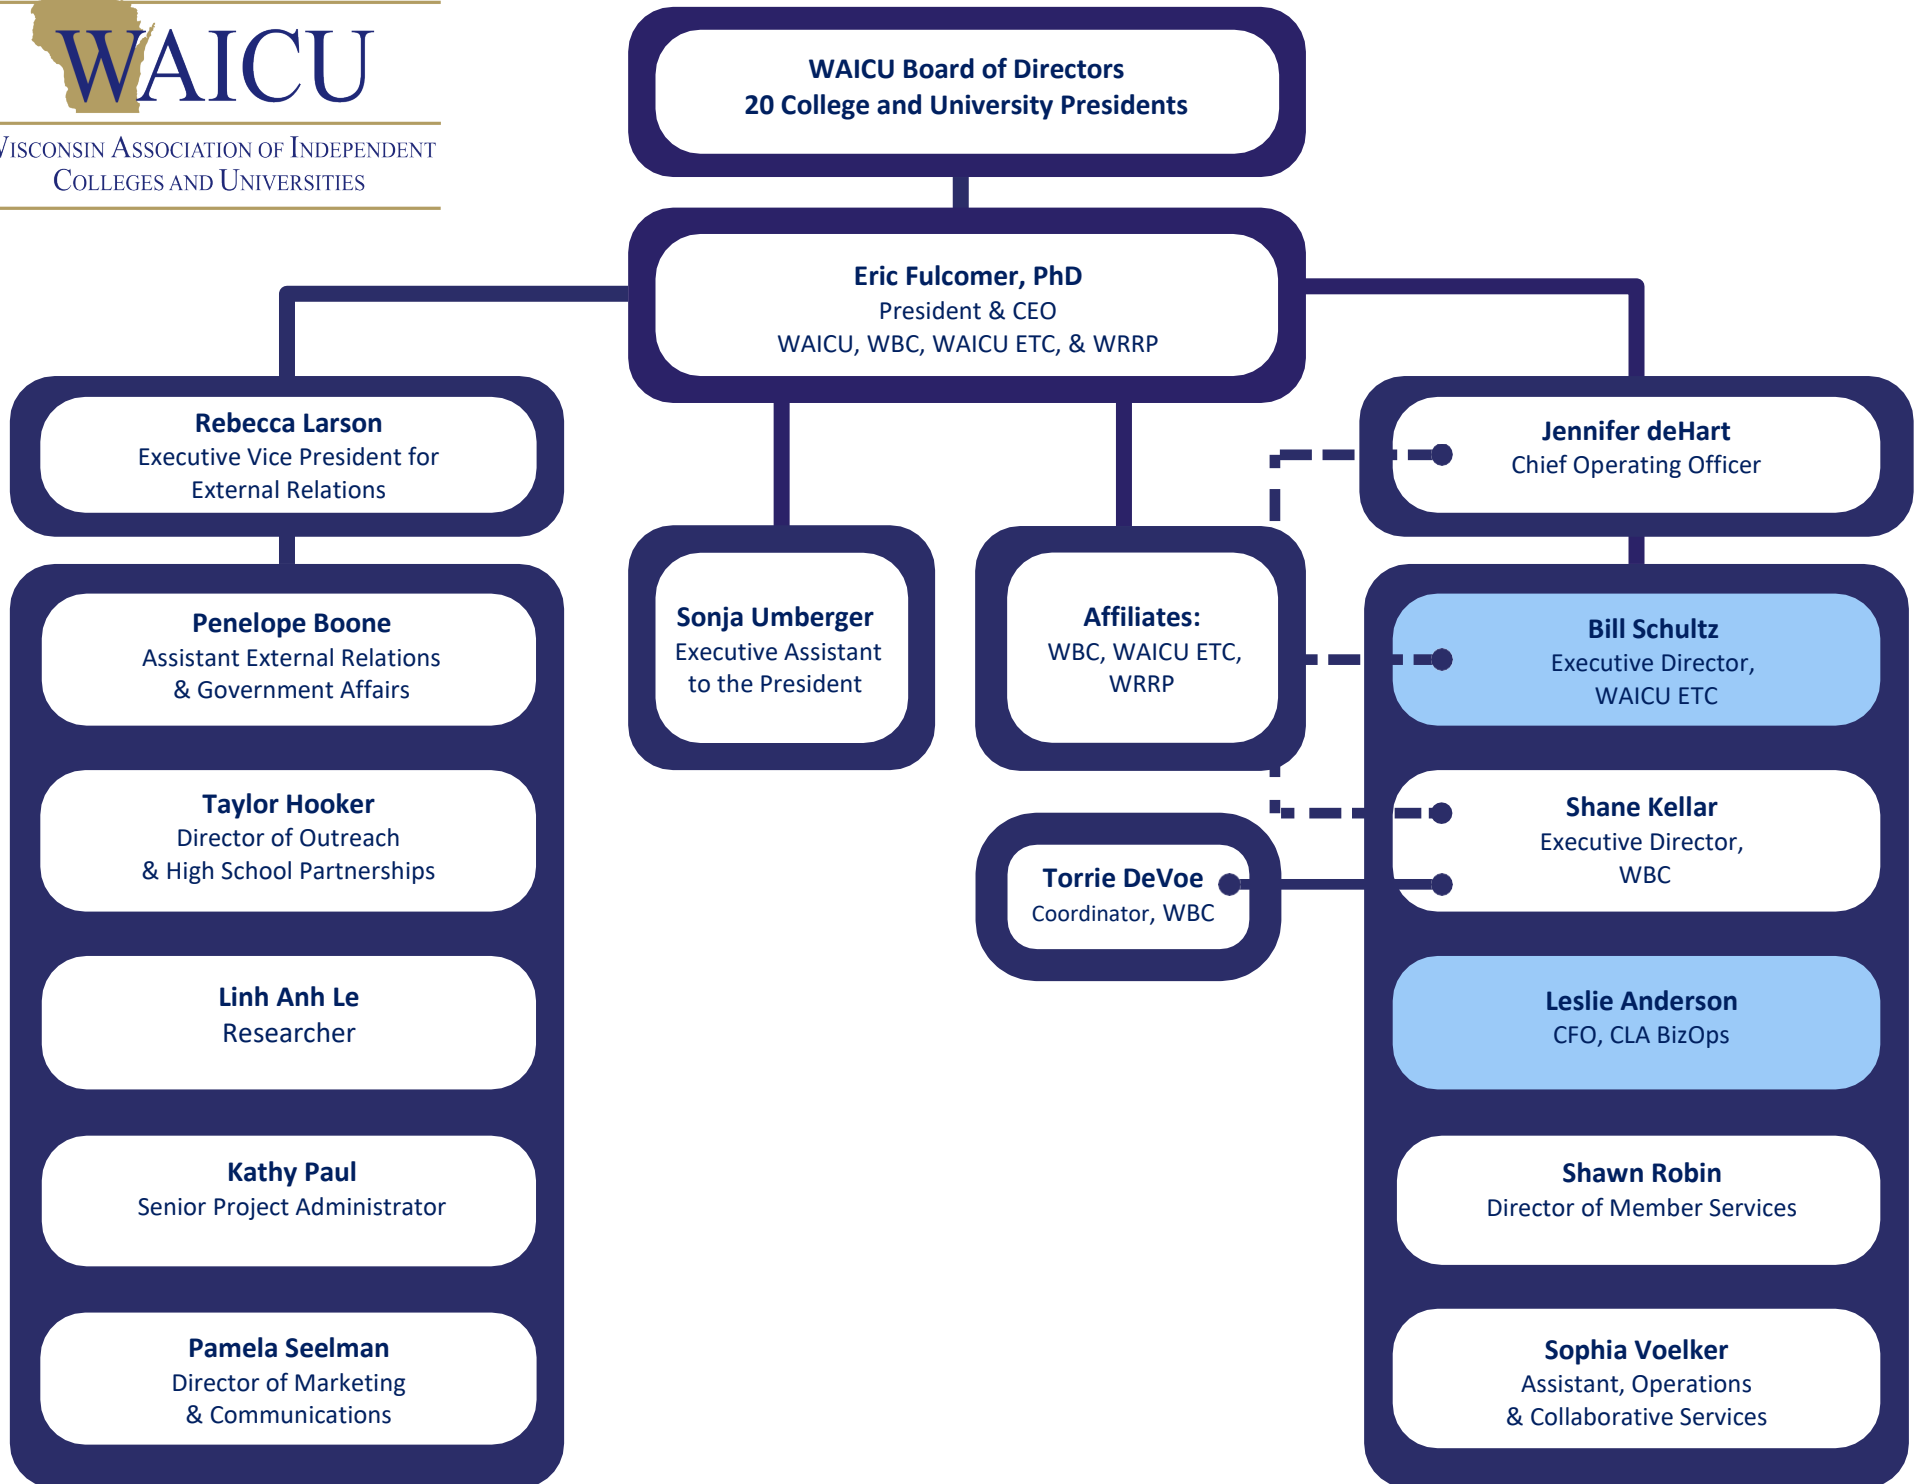 WAICU
WISCONSIN ASSOCIATION OF INDEPENDENT
COLLEGES AND UNIVERSITIES
WAICU Board of Directors
20 College and University Presidents
Eric Fulcomer, PhD
President & CEO
WAICU, WBC, WAICU ETC, & WRRP
Rebecca Larson
Executive Vice President for
External Relations
Jennifer deHart
Chief Operating Officer
Sonja Umberger
Executive Assistant
to the President
Affiliates:
WBC, WAICU ETC,
WRRP
Torrie DeVoe
Coordinator, WBC
Penelope Boone
Assistant External Relations
& Government Affairs
Taylor Hooker
Director of Outreach
& High School Partnerships
Linh Anh Le
Researcher
Kathy Paul
Senior Project Administrator
Pamela Seelman
Director of Marketing
& Communications
Bill Schultz
Executive Director,
WAICU ETC
Shane Kellar
Executive Director,
WBC
Leslie Anderson
CFO, CLA BizOps
Shawn Robin
Director of Member Services
Sophia Voelker
Assistant, Operations
& Collaborative Services